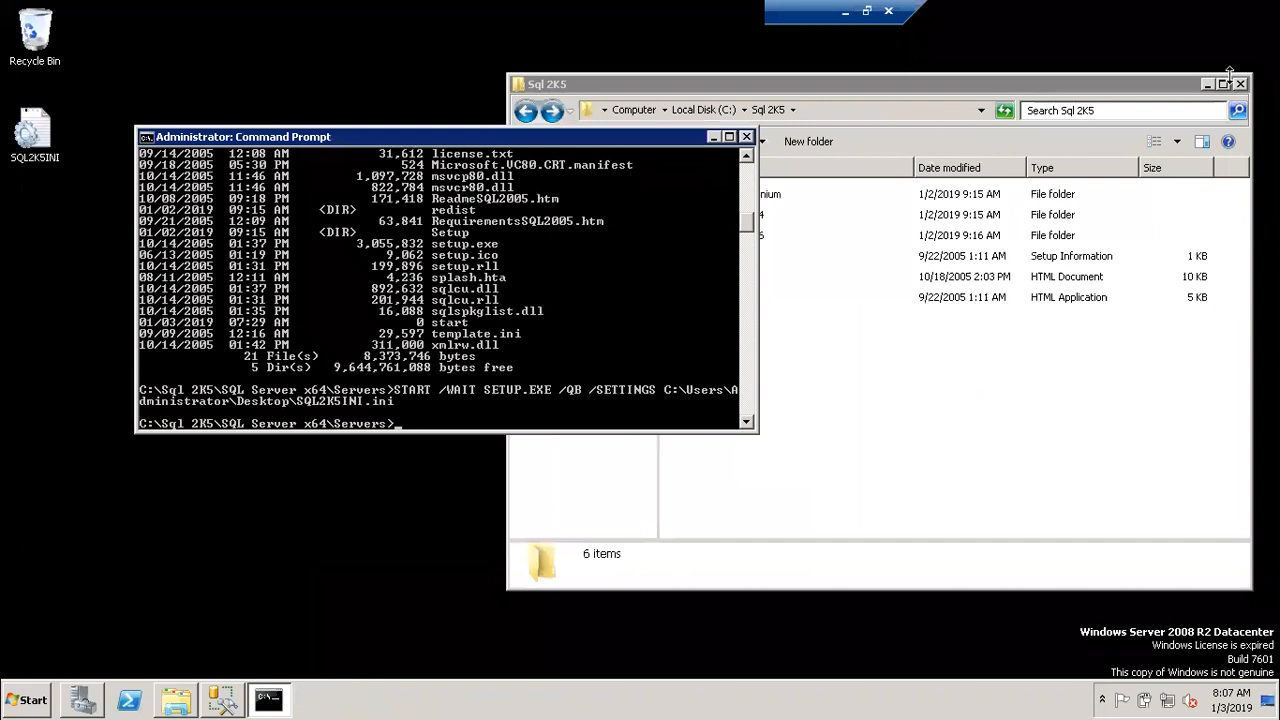 Recycle Bin
SQL2K5INI
Sql 2K5
Computer Local Disk (C:) Sql 2K5
Search Sql 2K5
New folder
Date modified Type Size
nium 1/2/2019 9:15 AM File folder
4 1/2/2019 9:15 AM File folder
6 1/2/2019 9:16 AM File folder
9/22/2005 1:11 AM Setup Information 1 KB
10/18/2005 2:03 PM HTML Document 10 KB
9/22/2005 1:11 AM HTML Application 5 KB
6 items
Administrator: Command Prompt
09/14/2005 12:08 AM 31,612 license.txt
09/18/2005 05:30 PM 524 Microsoft.VC80.CRT.manifest
10/14/2005 11:46 AM 1,097,728 msvcp80.dll
10/14/2005 11:46 AM 822,784 msvcr80.dll
10/08/2005 09:18 PM 171,418 ReadmeSQL2005.htm
01/02/2019 09:15 AM <DIR> redist
09/21/2005 12:09 AM 63,841 RequirementsSQL2005.htm
01/02/2019 09:15 AM <DIR> Setup
10/14/2005 01:37 PM 3,055,832 setup.exe
06/13/2005 01:19 PM 9,062 setup.ico
10/14/2005 01:31 PM 199,896 setup.rll
08/11/2005 12:11 AM 4,236 splash.hta
10/14/2005 01:31 PM 892,632 sqlcu.dll
10/14/2005 01:31 PM 201,944 sqlcu.rll
10/14/2005 01:35 PM 16,088 sqlspkglist.dll
01/03/2019 07:29 AM 0 start
09/09/2005 12:16 AM 29,597 template.ini
10/14/2005 01:42 PM 311,000 xmlrw.dll
21 File(s) 8,373,746 bytes
5 Dir(s) 9,644,761,088 bytes free
C:\Sql 2K5\SQL Server x64\Servers>START /WAIT SETUP.EXE /QB /SETTINGS C:\Users\A
dministrator\Desktop\SQL2K5INI.ini
C:\Sql 2K5\SQL Server x64\Servers>_
Windows Server 2008 R2 Datacenter
Windows License is expired
Build 7601
This copy of Windows is not genuine
Start
8:07 AM
1/3/2019